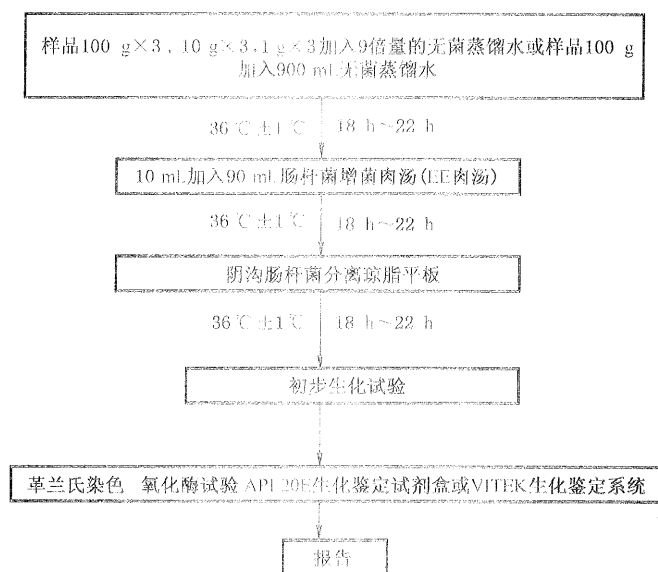 样品100 g×3，10 g×3，1 g×3加入9倍量的无菌蒸馏水或样品100 g
加入900 mL无菌蒸馏水
36℃±1℃ 18 h～22 h
10 mL加入90 mL肠杆菌增菌肉汤(EE肉汤)
36℃±1℃ 18 h～22 h
阴沟肠杆菌分离琼脂平板
36℃±1℃ 18 h～22 h
初步生化试验
革兰氏染色 氧化酶试验 API 20E生化鉴定试剂盒或VITEK生化鉴定系统
报告